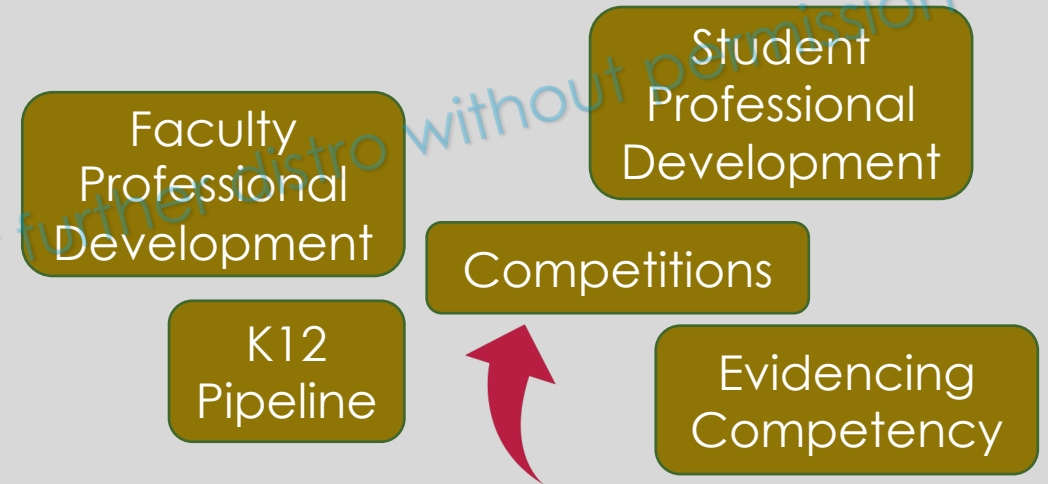 Student
Professional
Development
Faculty
Professional
Development
further distro without permission
Competitions
K12
Pipeline
Evidencing
Competency